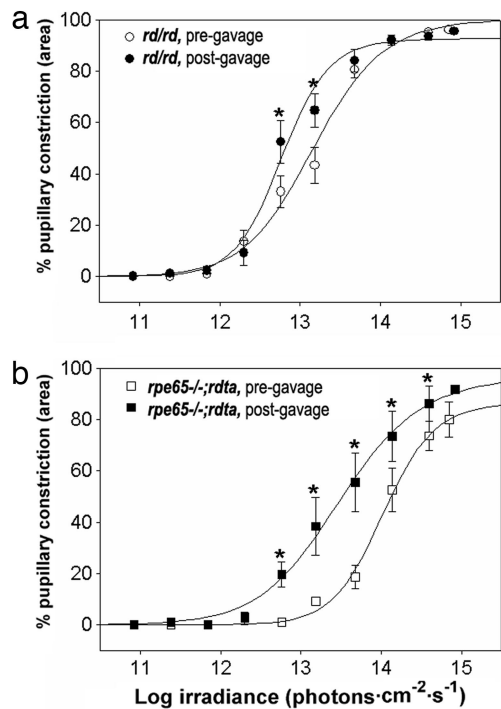 a
rd/rd, pre-gavage
rd/rd, post-gavage
% pupillary constriction (area)
100
80
60
40
20
0
* *
11 12 13 14 15
b
rpe65-/-;rdta, pre-gavage
rpe65-/-;rdta, post-gavage
% pupillary constriction (area)
100
80
60
40
20
0
* * * * *
11 12 13 14 15
Log irradiance (photons·cm⁻²·s⁻¹)